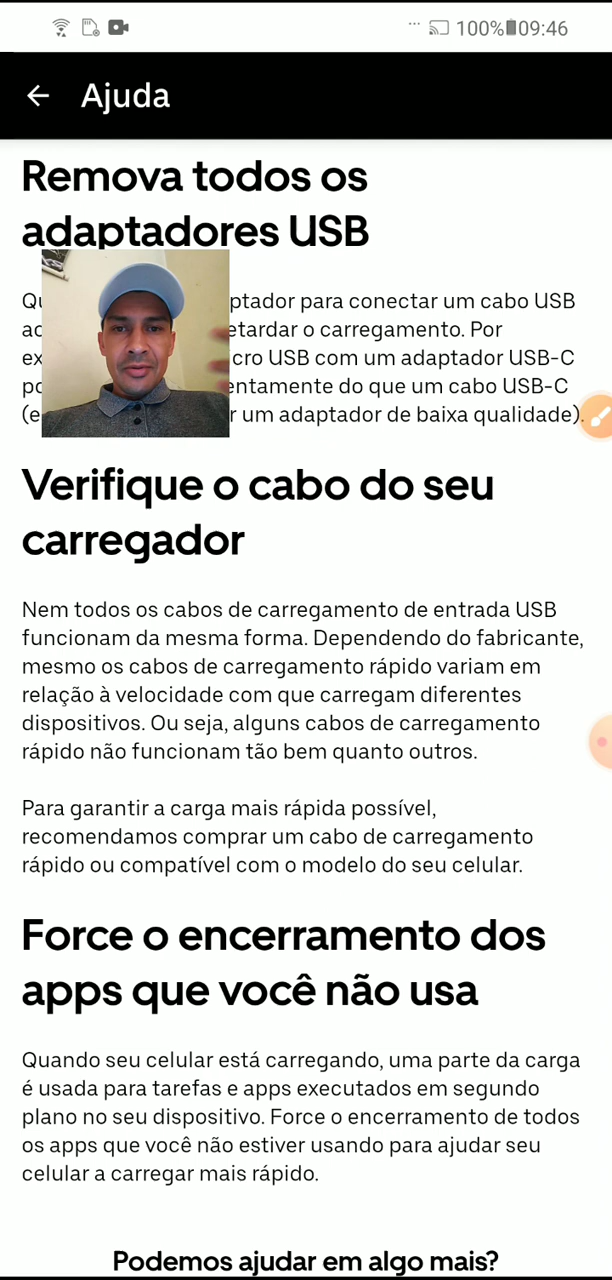 100% 09:46
Ajuda
Remova todos os
adaptadores USB
para conectar um cabo USB
o carregamento. Por
USB com um adaptador USB-C
do que um cabo USB-C
um adaptador de baixa qualidade).
Verifique o cabo do seu
carregador
Nem todos os cabos de carregamento de entrada USB
funcionam da mesma forma. Dependendo do fabricante,
mesmo os cabos de carregamento rápido variam em
relação à velocidade com que carregam diferentes
dispositivos. Ou seja, alguns cabos de carregamento
rápido não funcionam tão bem quanto outros.
Para garantir a carga mais rápida possível,
recomendamos comprar um cabo de carregamento
rápido ou compatível com o modelo do seu celular.
Force o encerramento dos
apps que você não usa
Quando seu celular está carregando, uma parte da carga
é usada para tarefas e apps executados em segundo
plano no seu dispositivo. Force o encerramento de todos
os apps que você não estiver usando para ajudar seu
celular a carregar mais rápido.
Podemos ajudar em algo mais?